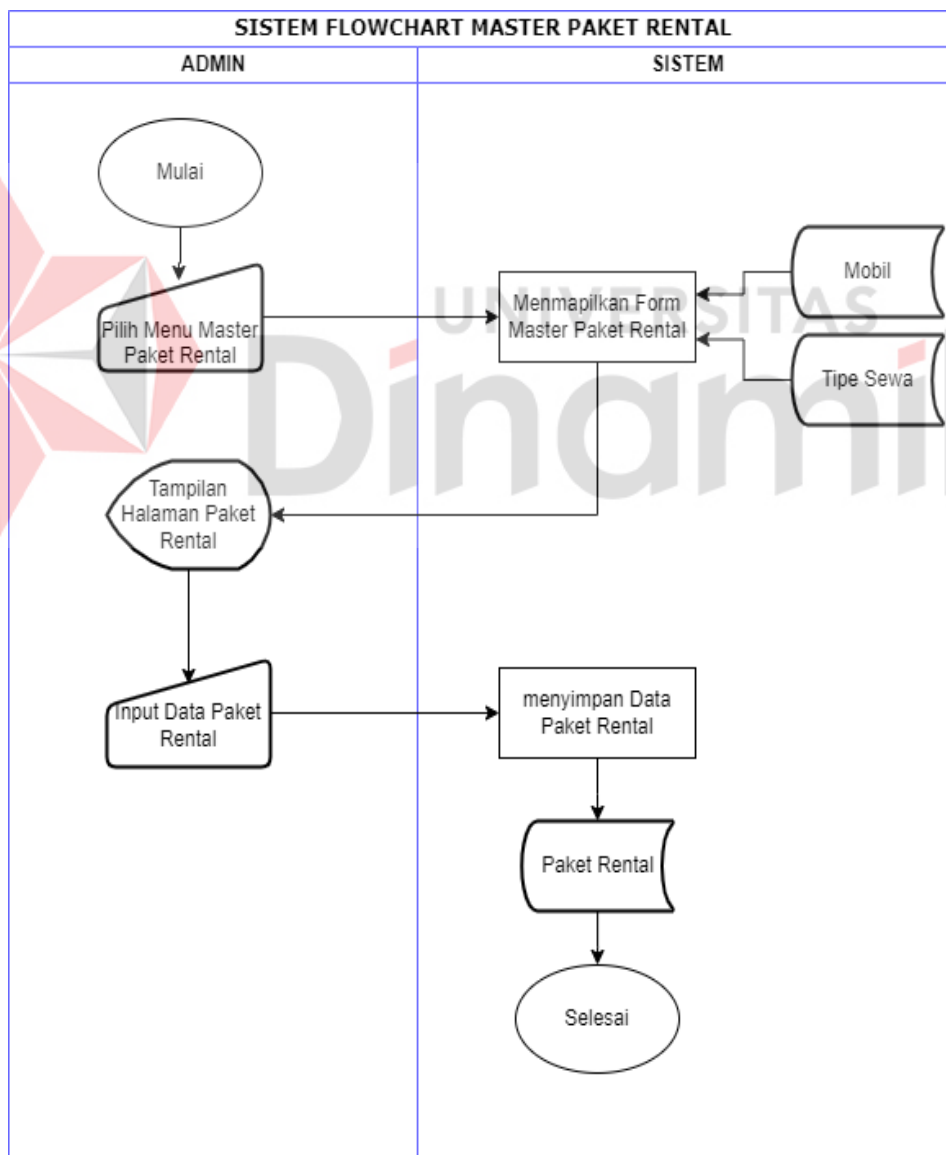 SISTEM FLOWCHART MASTER PAKET RENTAL
ADMIN
SISTEM
Mulai
Pilih Menu Master
Paket Rental
Menmapilkan Form
Master Paket Rental
Mobil
Tipe Sewa
UNIVERSITAS
Dinami
Tampilan
Halaman Paket
Rental
Input Data Paket
Rental
menyimpan Data
Paket Rental
Paket Rental
Selesai